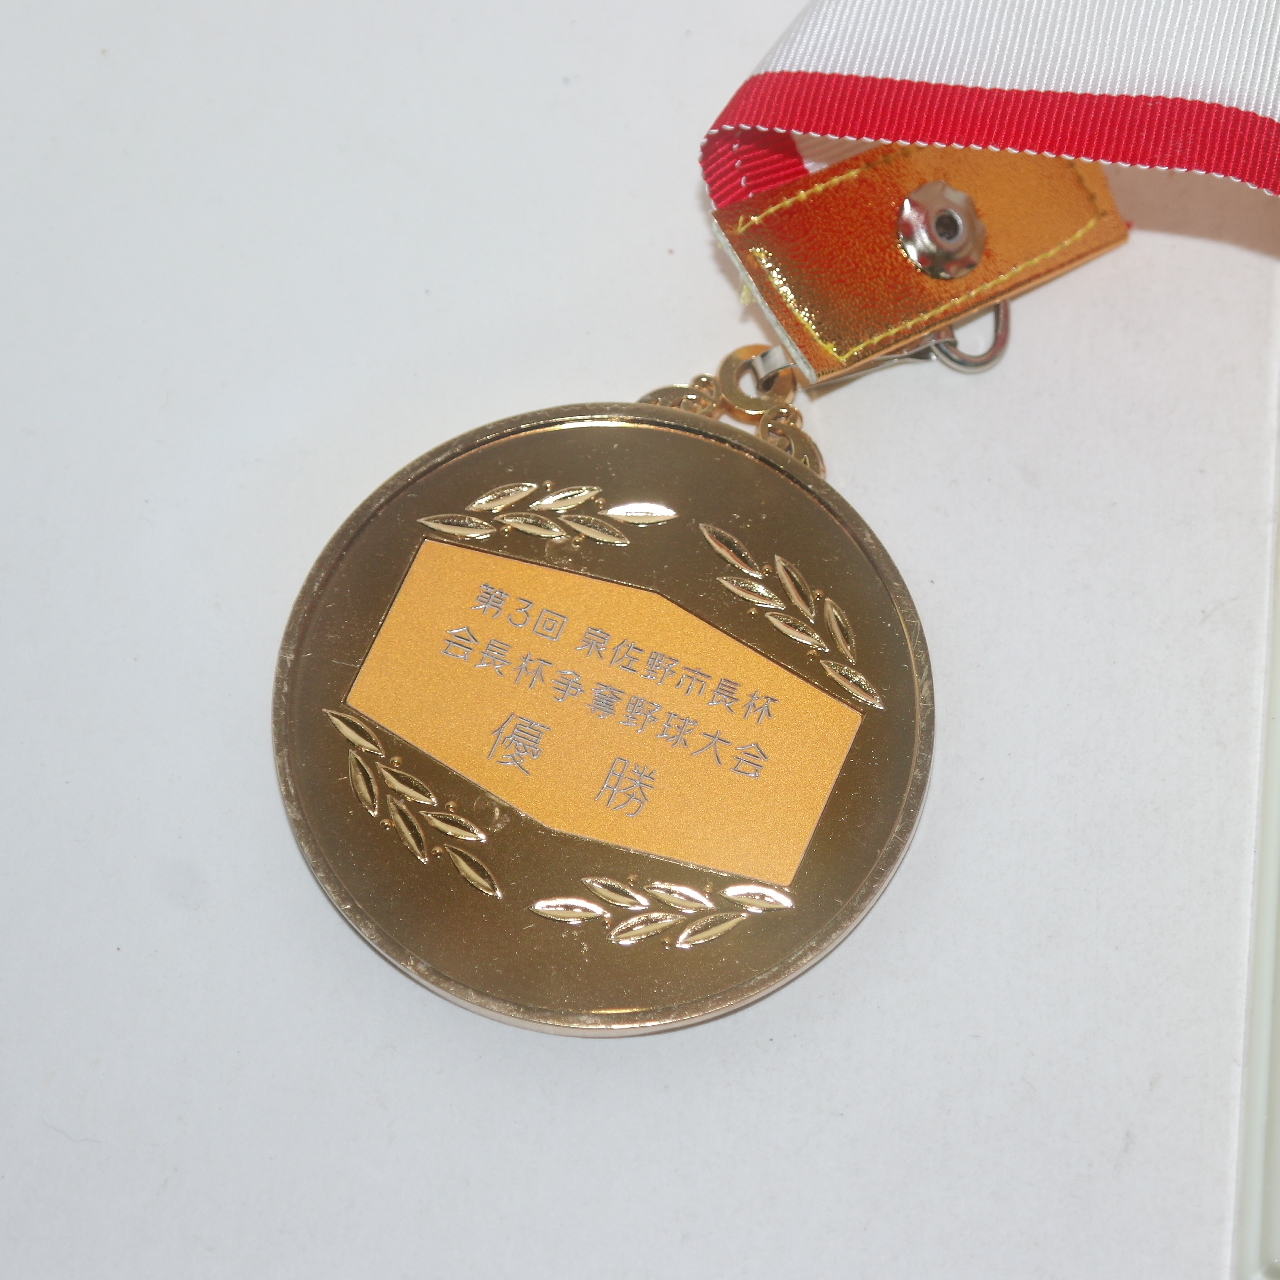 第3回 泉佐野市長杯
会長杯争奪野球大会
優 勝